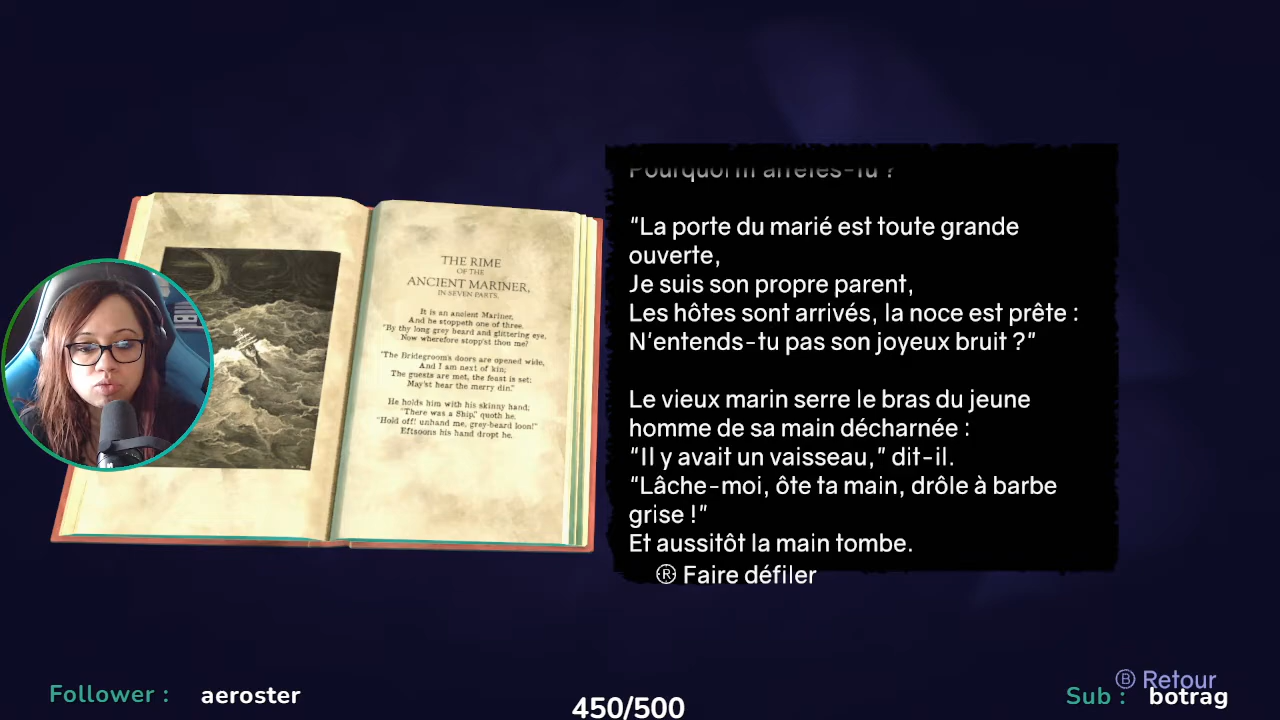 THE RIME
OF THE
ANCIENT MARINER,
IN SEVEN PARTS.
It is an ancient Mariner,
And he stoppeth one of three.
"By thy long grey beard and glittering eye,
Now wherefore stopp'st thou me?
"The Bridegroom's doors are opened wide,
And I am next of kin;
The guests are met, the feast is set:
May'st hear the merry din."
He holds him with his skinny hand;
"There was a Ship," quoth he.
"Hold off! unhand me, grey-beard loon!"
Eftsoons his hand dropt he.
Pourquoi m'arrêtes-tu ?
"La porte du marié est toute grande
ouverte,
Je suis son propre parent,
Les hôtes sont arrivés, la noce est prête :
N'entends-tu pas son joyeux bruit ?"
Le vieux marin serre le bras du jeune
homme de sa main décharnée :
"Il y avait un vaisseau," dit-il.
"Lâche-moi, ôte ta main, drôle à barbe
grise !"
Et aussitôt la main tombe.
R Faire défiler
B Retour
Follower : aeroster
450/500
Sub : botrag